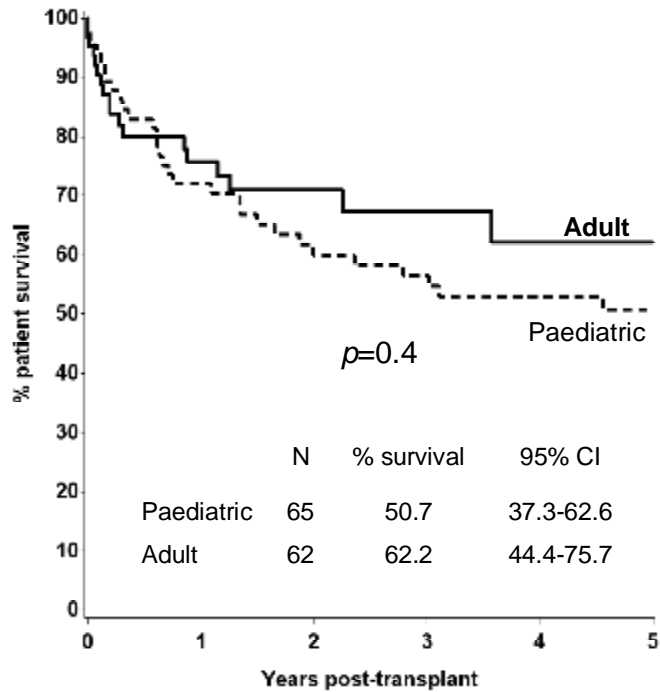 100
90
80
70
60
50
40
30
20
10
0
% patient survival
Adult
Paediatric
p=0.4
N % survival 95% CI
Paediatric 65 50.7 37.3-62.6
Adult 62 62.2 44.4-75.7
0 1 2 3 4 5
Years post-transplant